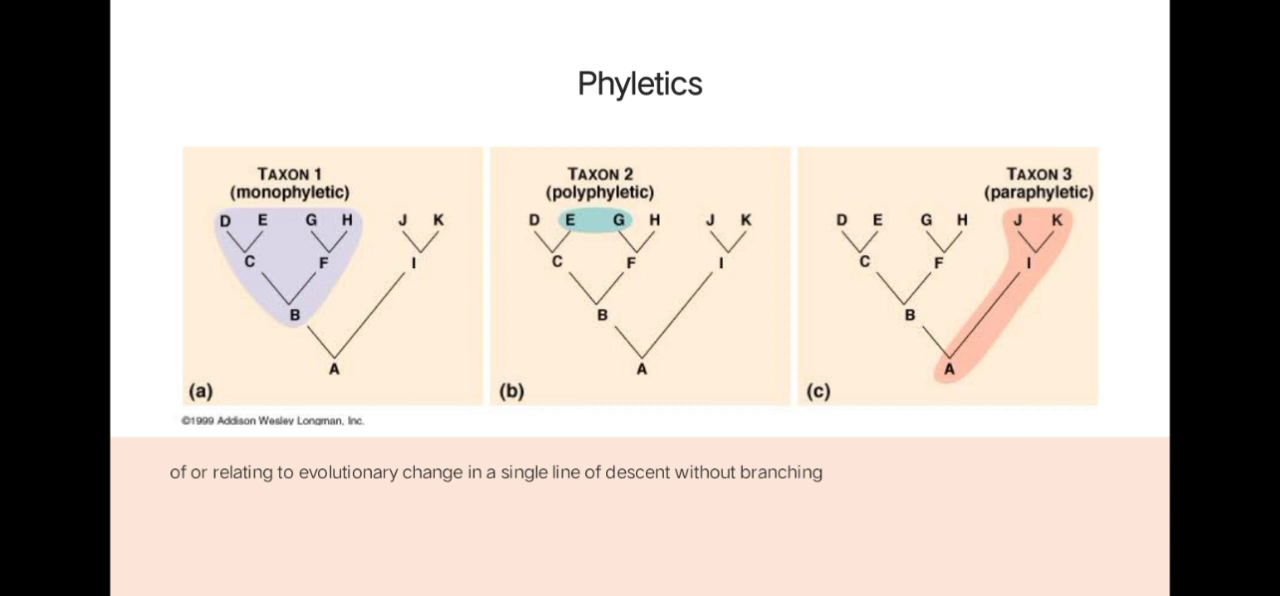 Phyletics
TAXON 1
(monophyletic)
D E G H J K
C F I
B
A
(a)
TAXON 2
(polyphyletic)
D E G H J K
C F I
B
A
(b)
TAXON 3
(paraphyletic)
D E G H J K
C F I
B
A
(c)
©1999 Addison Wesley Longman, Inc.
of or relating to evolutionary change in a single line of descent without branching